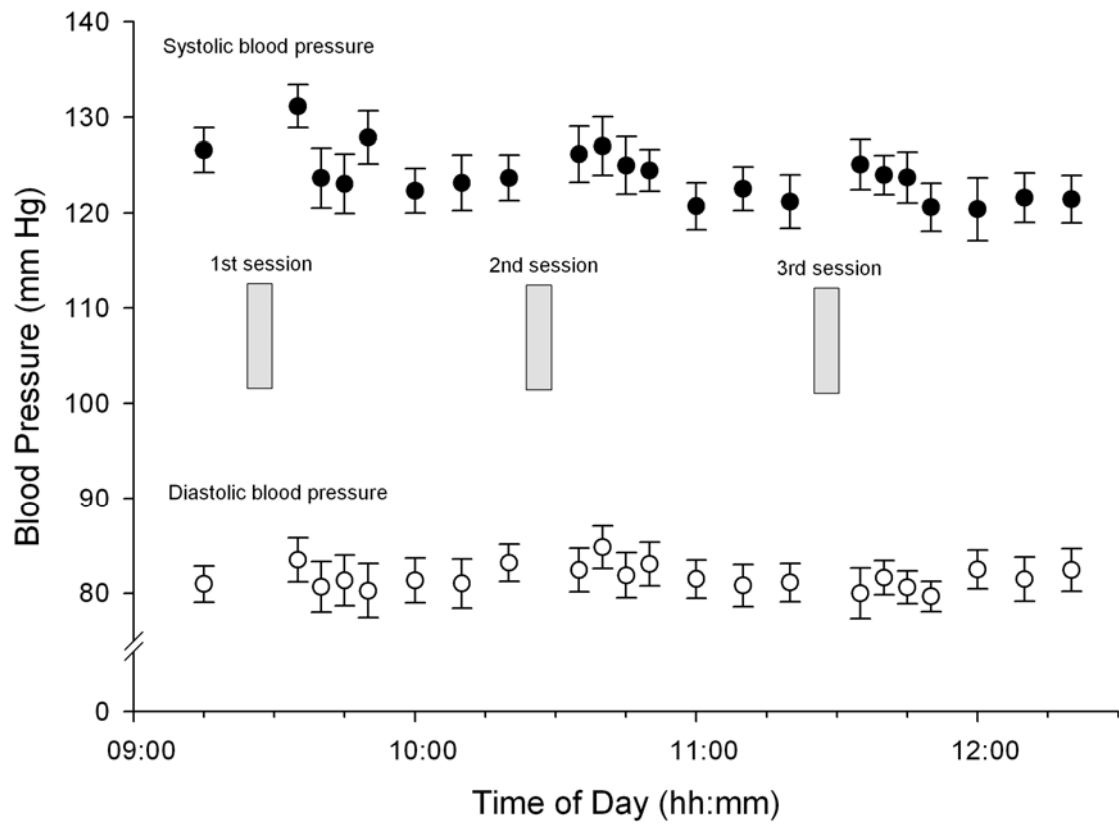 140
Systolic blood pressure
130
120
1st session
2nd session
3rd session
110
100
90
Diastolic blood pressure
80
0
09:00
10:00
11:00
12:00
Blood Pressure (mm Hg)
Time of Day (hh:mm)